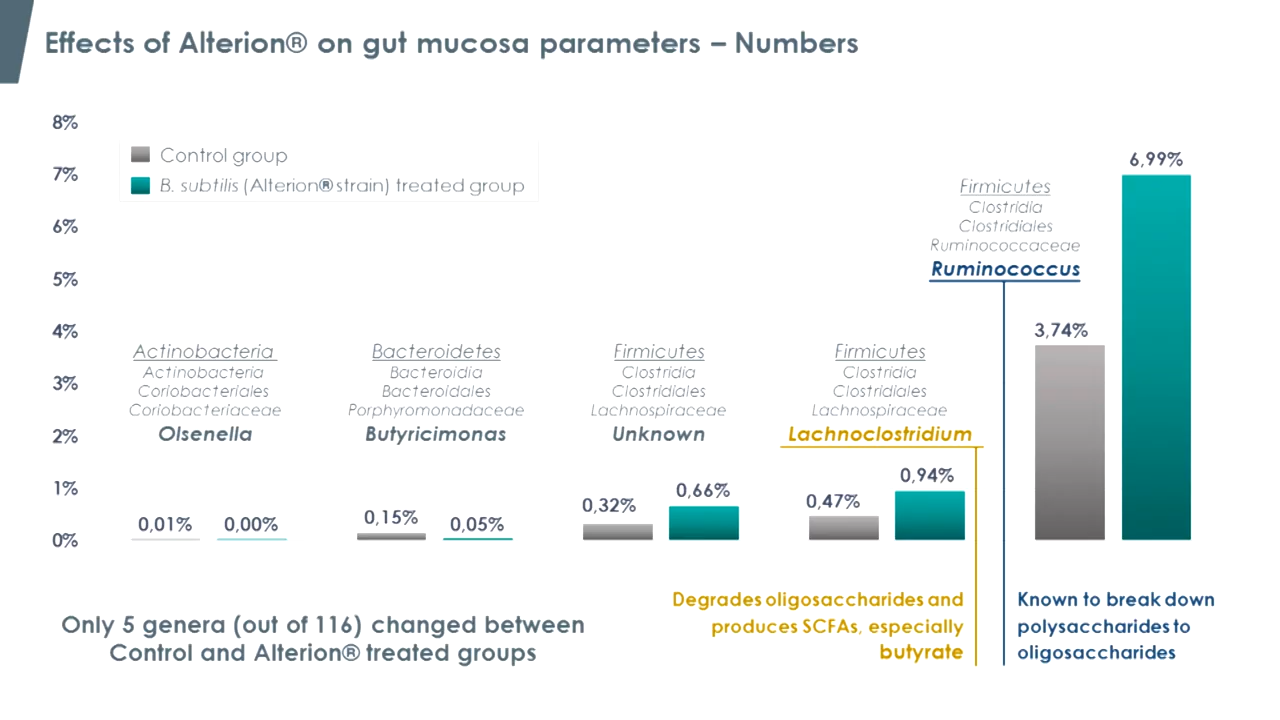 Effects of Alterion® on gut mucosa parameters – Numbers
8%
7%
6%
5%
4%
3%
2%
1%
0%
Control group
B. subtilis (Alterion® strain) treated group
Actinobacteria
Actinobacteria
Coriobacteriales
Coriobacteriaceae
Olsenella
0,01%
0,00%
Bacteroidetes
Bacteroidia
Bacteroidales
Porphyromonadaceae
Butyricimonas
0,15%
0,05%
Firmicutes
Clostridia
Clostridiales
Lachnospiraceae
Unknown
0,32%
0,66%
Firmicutes
Clostridia
Clostridiales
Lachnospiraceae
Lachnoclostridium
0,47%
0,94%
Firmicutes
Clostridia
Clostridiales
Ruminococcaceae
Ruminococcus
3,74%
6,99%
Only 5 genera (out of 116) changed between
Control and Alterion® treated groups
Degrades oligosaccharides and
produces SCFAs, especially
butyrate
Known to break down
polysaccharides to
oligosaccharides